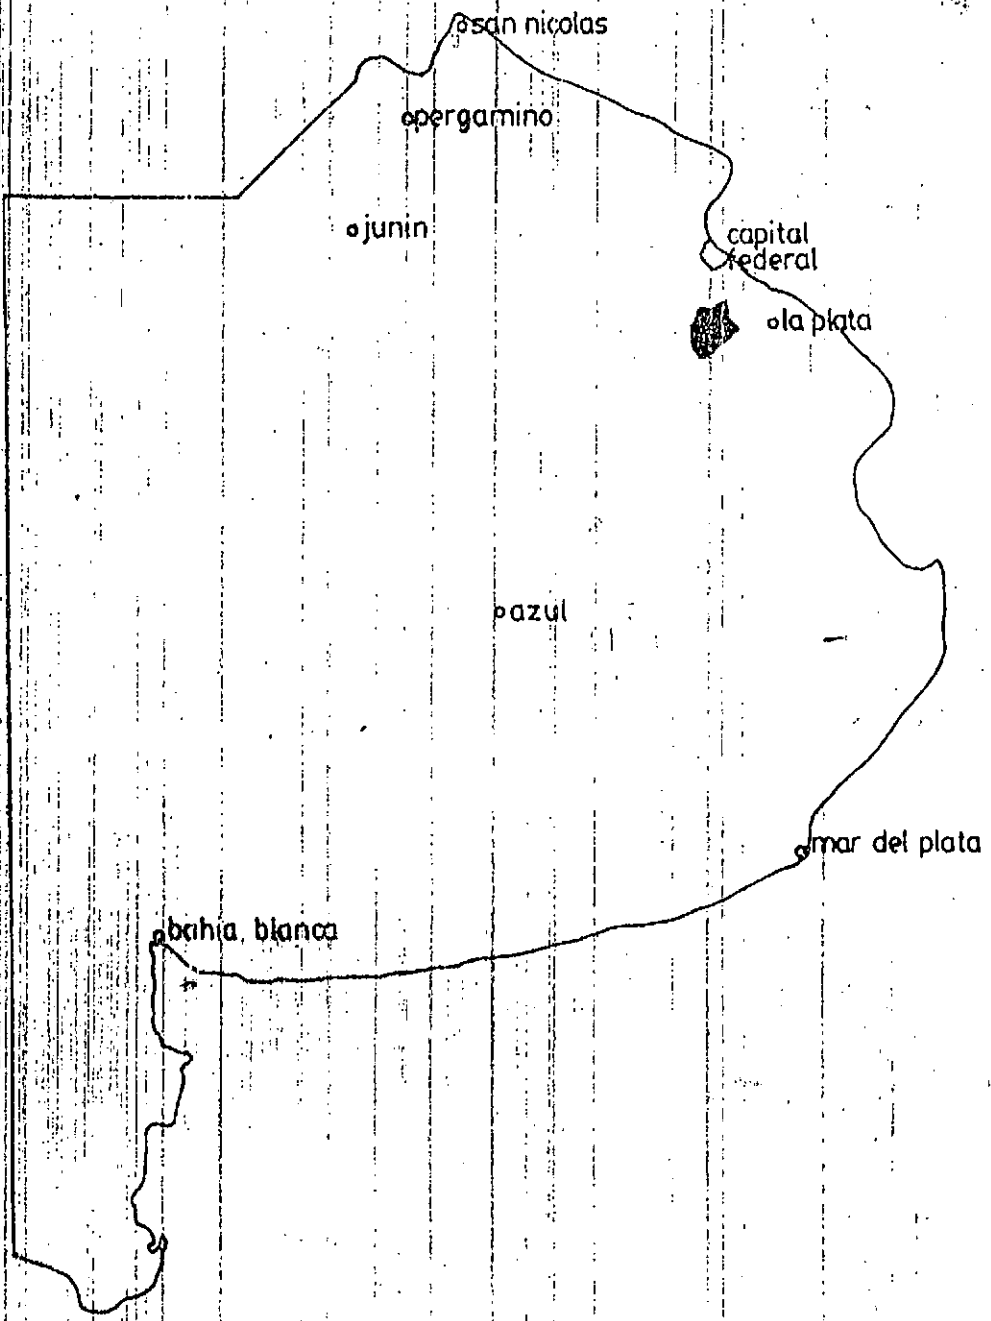 san nicolas
pergamino
junin
capital
federal
la plata
azul
mar del plata
bahia blanca